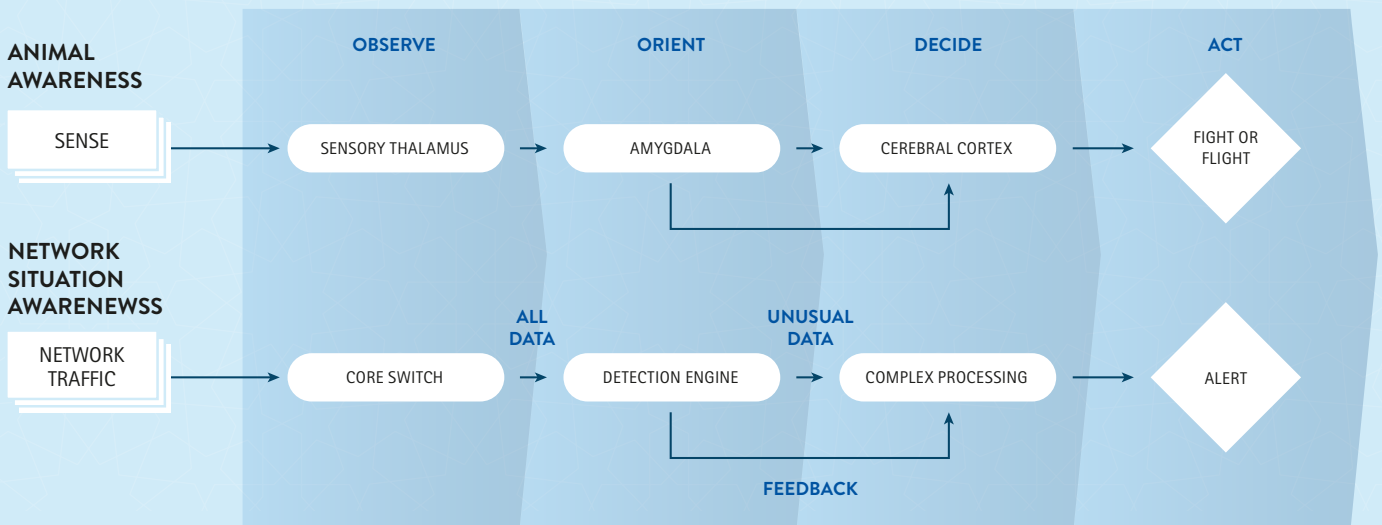 OBSERVE
ORIENT
DECIDE
ACT
ANIMAL
AWARENESS
SENSE
SENSORY THALAMUS
AMYGDALA
CEREBRAL CORTEX
FIGHT OR
FLIGHT
NETWORK
SITUATION
AWARENEWSS
ALL
DATA
UNUSUAL
DATA
NETWORK
TRAFFIC
CORE SWITCH
DETECTION ENGINE
COMPLEX PROCESSING
ALERT
FEEDBACK